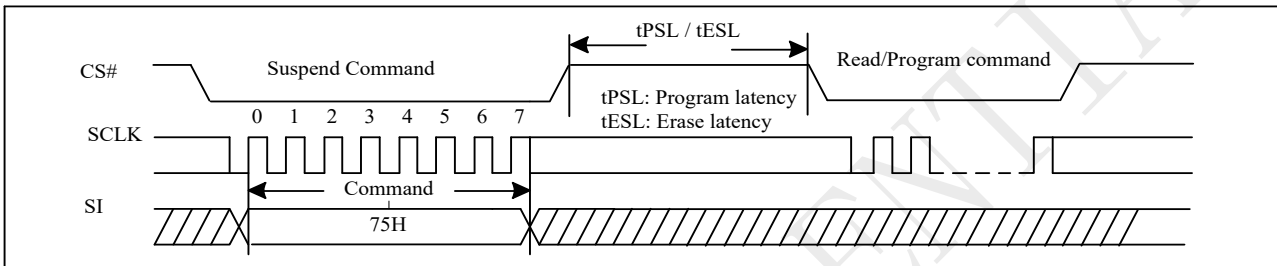 tPSL / tESL
CS#
Suspend Command
Read/Program command
tPSL: Program latency
tESL: Erase latency
0 1 2 3 4 5 6 7
SCLK
Command
SI
75H